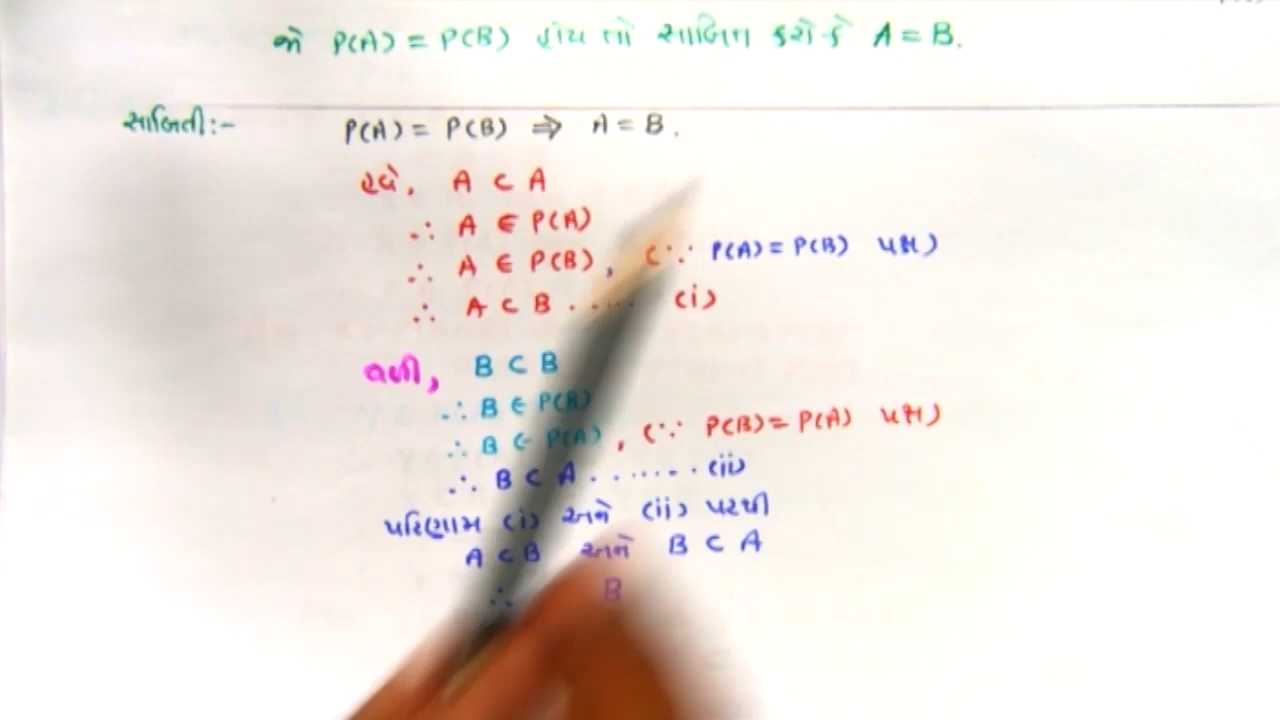 જો P(A) = P(B) હોય તો સાબિત કરો કે A = B.
સાબિતી:- P(A) = P(B) ⇒ A = B.
હવે, A ⊂ A
∴ A ∈ P(A)
∴ A ∈ P(B), (∵ P(A) = P(B) પક્ષ)
∴ A ⊂ B ..... (i)
વળી, B ⊂ B
∴ B ∈ P(B)
∴ B ∈ P(A), (∵ P(B) = P(A) પક્ષ)
∴ B ⊂ A ....... (ii)
પરિણામ (i) અને (ii) પરથી
A ⊂ B અને B ⊂ A
∴ B